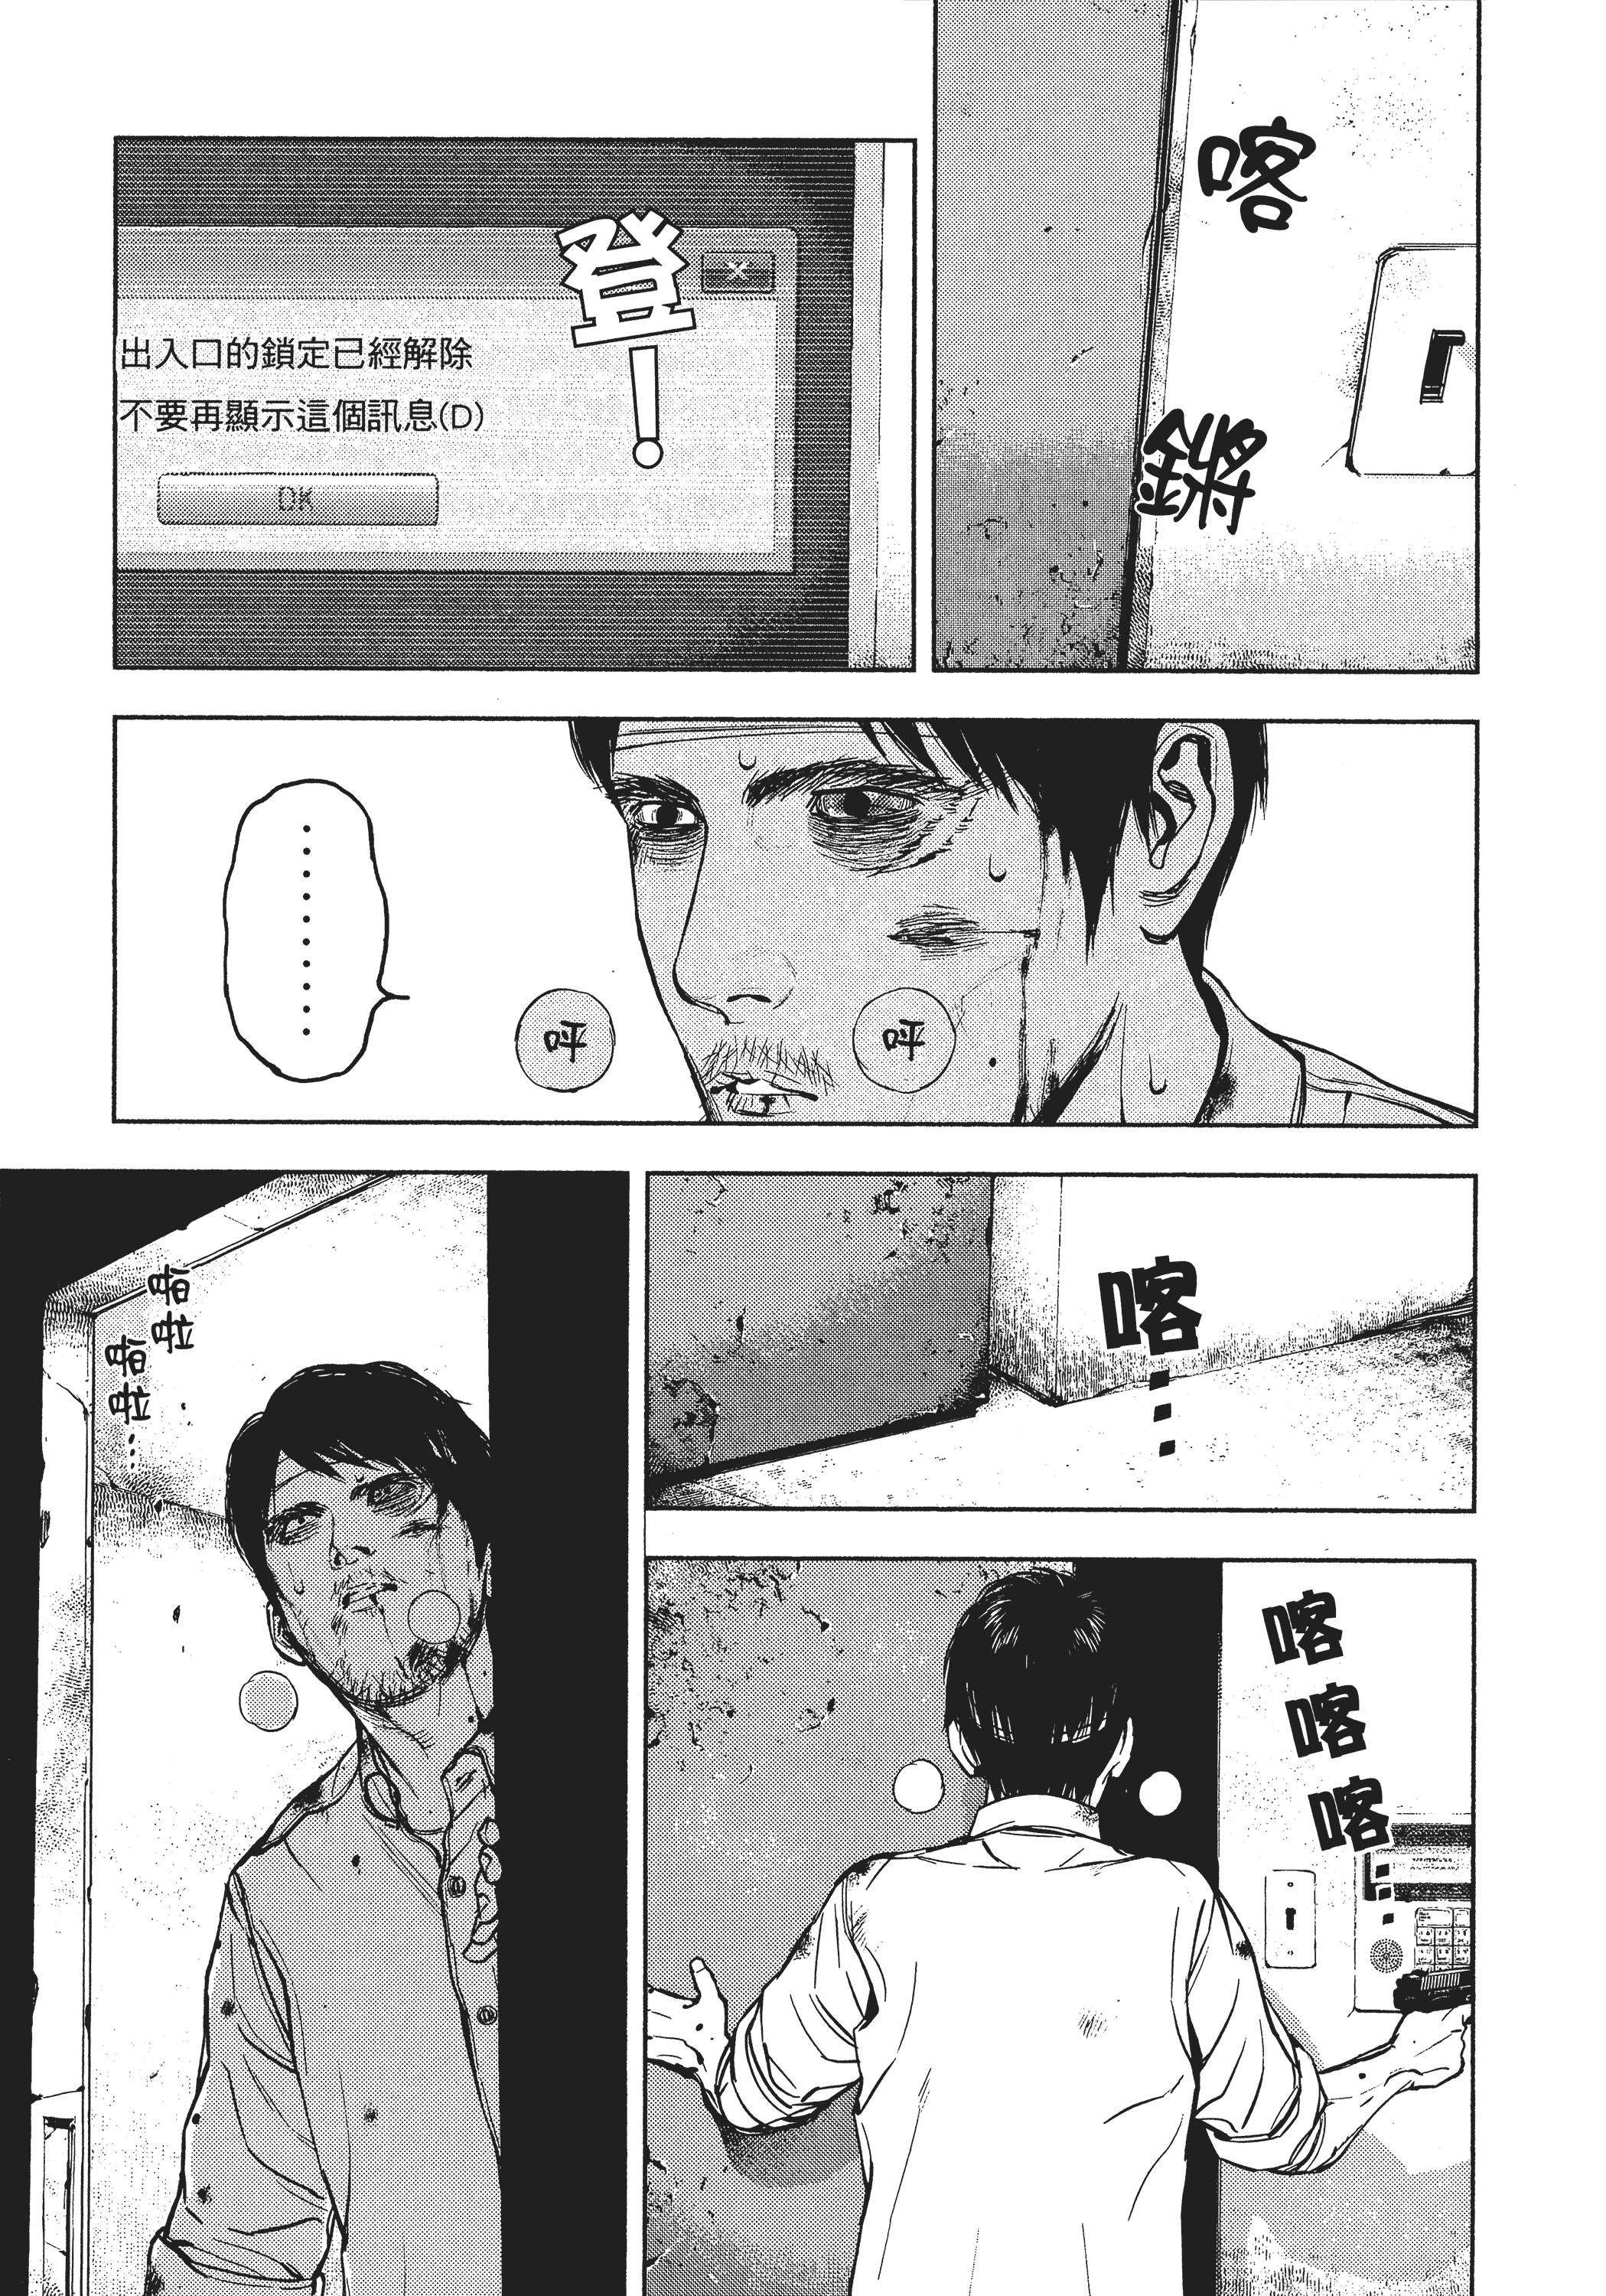 喀
鏘
登！
出入口的鎖定已經解除
不要再顯示這個訊息(D)
OK
………
呼
呼
喀…
喀
喀
喀…
啪啦
啪啦…